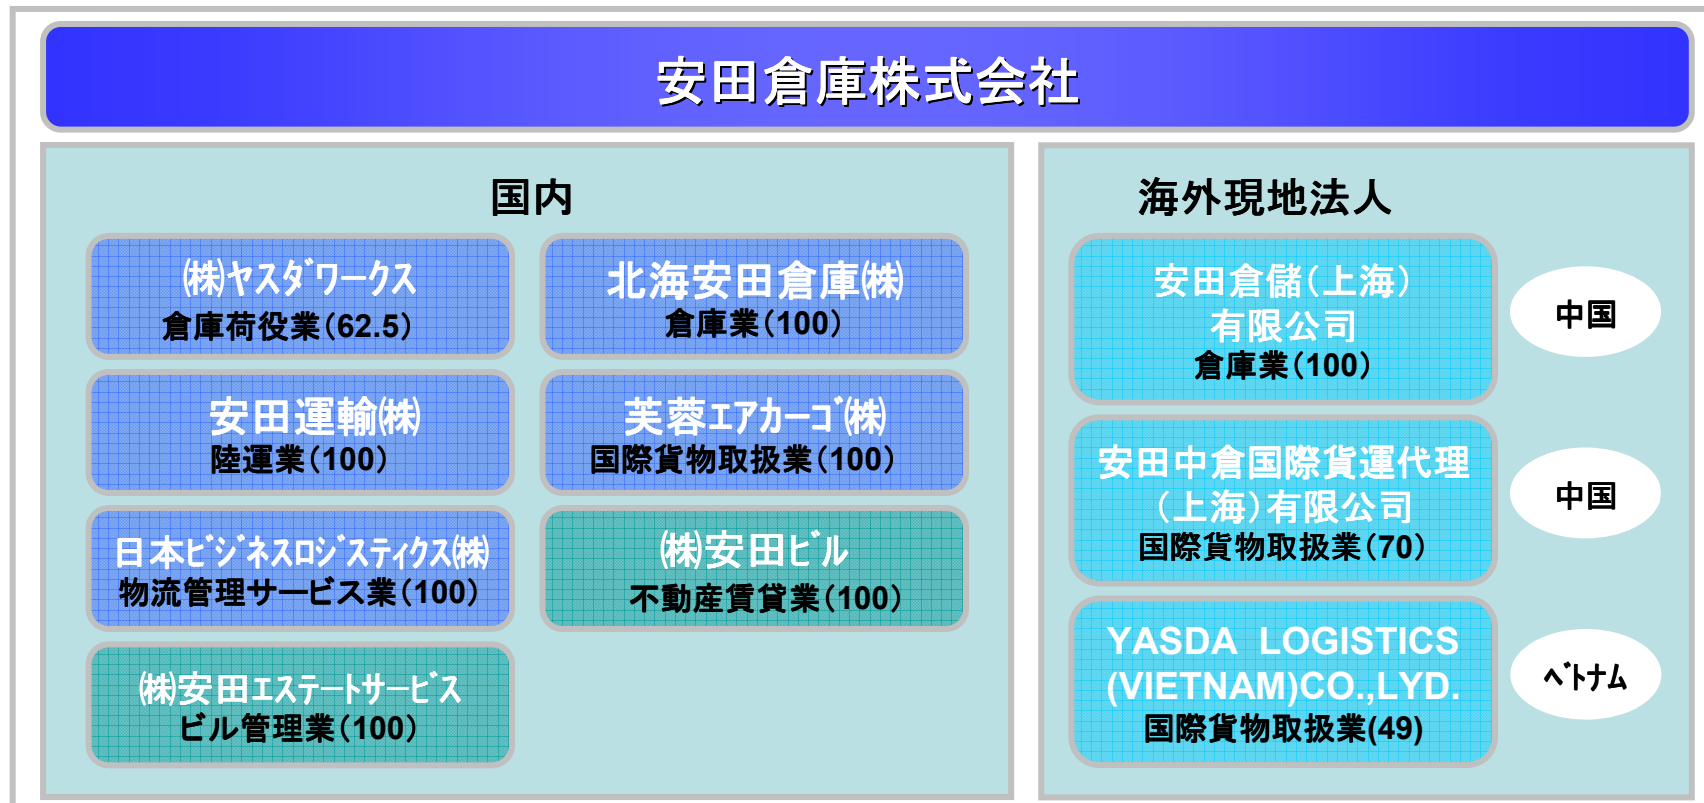 安田倉庫株式会社
国内
㈱ﾔｽﾀﾞﾜｰｸｽ
倉庫荷役業（62.5）
北海安田倉庫㈱
倉庫業（100）
安田運輸㈱
陸運業（100）
芙蓉ｴｱｶｰｺﾞ㈱
国際貨物取扱業（100）
日本ﾋﾞｼﾞﾈｽﾛｼﾞｽﾃｨｸｽ㈱
物流管理サービス業（100）
㈱安田ﾋﾞﾙ
不動産賃貸業（100）
㈱安田ｴｽﾃｰﾄｻｰﾋﾞｽ
ビル管理業（100）
海外現地法人
安田倉儲（上海）
有限公司
倉庫業（100）
中国
安田中倉国際貨運代理
（上海）有限公司
国際貨物取扱業（70）
中国
YASDA LOGISTICS
(VIETNAM)CO.,LYD.
国際貨物取扱業(49)
ﾍﾞﾄﾅﾑ